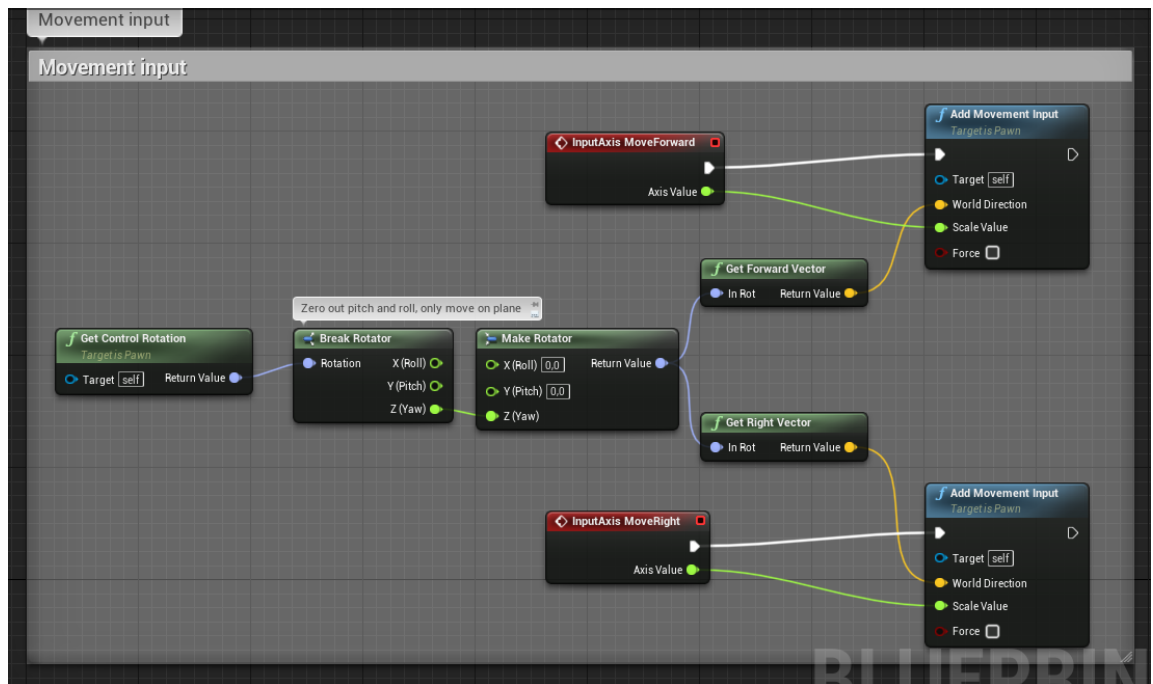 Movement input
Movement input
InputAxis MoveForward
Axis Value
Add Movement Input
Target is Pawn
Target self
World Direction
Scale Value
Force
Get Forward Vector
In Rot Return Value
Zero out pitch and roll, only move on plane
Get Control Rotation
Target is Pawn
Target self Return Value
Break Rotator
Rotation X (Roll)
Y (Pitch)
Z (Yaw)
Make Rotator
X (Roll) 0,0 Return Value
Y (Pitch) 0,0
Z (Yaw)
Get Right Vector
In Rot Return Value
InputAxis MoveRight
Axis Value
Add Movement Input
Target is Pawn
Target self
World Direction
Scale Value
Force
BLUEPRIN